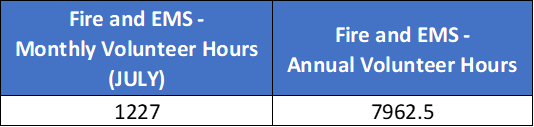 Fire and EMS -
Monthly Volunteer Hours
(JULY)
Fire and EMS -
Annual Volunteer Hours
1227
7962.5